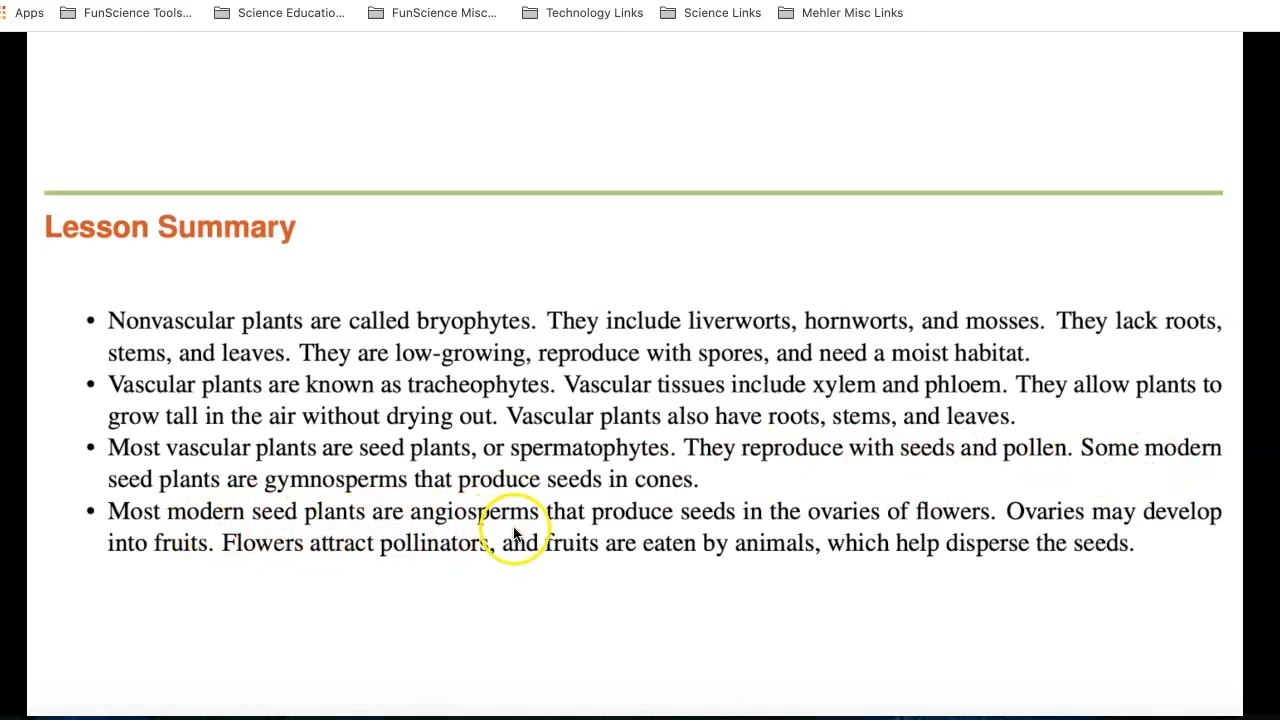 Apps FunScience Tools... Science Educatio... FunScience Misc... Technology Links Science Links Mehler Misc Links
Lesson Summary
• Nonvascular plants are called bryophytes. They include liverworts, hornworts, and mosses. They lack roots,
stems, and leaves. They are low-growing, reproduce with spores, and need a moist habitat.
• Vascular plants are known as tracheophytes. Vascular tissues include xylem and phloem. They allow plants to
grow tall in the air without drying out. Vascular plants also have roots, stems, and leaves.
• Most vascular plants are seed plants, or spermatophytes. They reproduce with seeds and pollen. Some modern
seed plants are gymnosperms that produce seeds in cones.
• Most modern seed plants are angiosperms that produce seeds in the ovaries of flowers. Ovaries may develop
into fruits. Flowers attract pollinators, and fruits are eaten by animals, which help disperse the seeds.